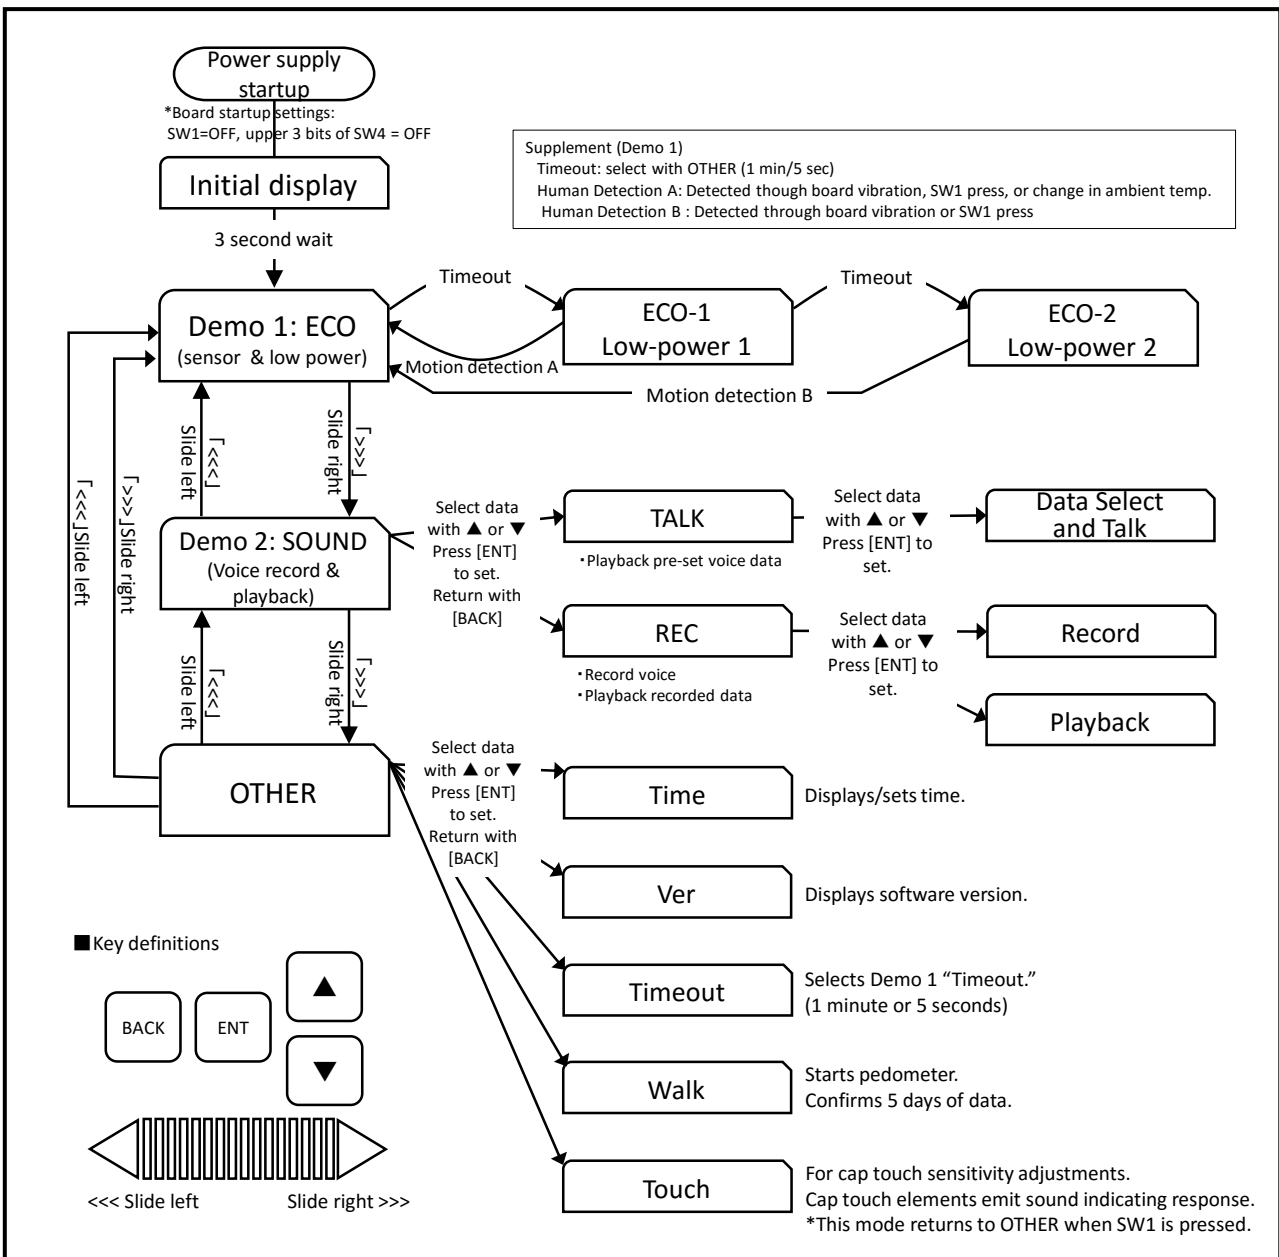 Power supply
startup
*Board startup settings:
SW1=OFF, upper 3 bits of SW4 = OFF
Initial display
3 second wait
Supplement (Demo 1)
Timeout: select with OTHER (1 min/5 sec)
Human Detection A: Detected though board vibration, SW1 press, or change in ambient temp.
Human Detection B : Detected through board vibration or SW1 press
Demo 1: ECO
(sensor & low power)
Timeout
ECO-1
Low-power 1
Timeout
ECO-2
Low-power 2
Motion detection A
Motion detection B
「<<<」
Slide left
「>>>」
Slide right
「<<<」Slide left
「>>>」Slide right
Demo 2: SOUND
(Voice record &
playback)
Select data
with ▲ or ▼
Press [ENT]
to set.
Return with
[BACK]
TALK
・Playback pre-set voice data
Select data
with ▲ or ▼
Press [ENT] to
set.
Data Select
and Talk
REC
・Record voice
・Playback recorded data
Select data
with ▲ or ▼
Press [ENT] to
set.
Record
Playback
「<<<」
Slide left
「>>>」
Slide right
OTHER
Select data
with ▲ or ▼
Press [ENT]
to set.
Return with
[BACK]
Time
Displays/sets time.
Ver
Displays software version.
Timeout
Selects Demo 1 “Timeout.”
(1 minute or 5 seconds)
Walk
Starts pedometer.
Confirms 5 days of data.
Touch
For cap touch sensitivity adjustments.
Cap touch elements emit sound indicating response.
*This mode returns to OTHER when SW1 is pressed.
■Key definitions
BACK
ENT
▲
▼
<<< Slide left
Slide right >>>